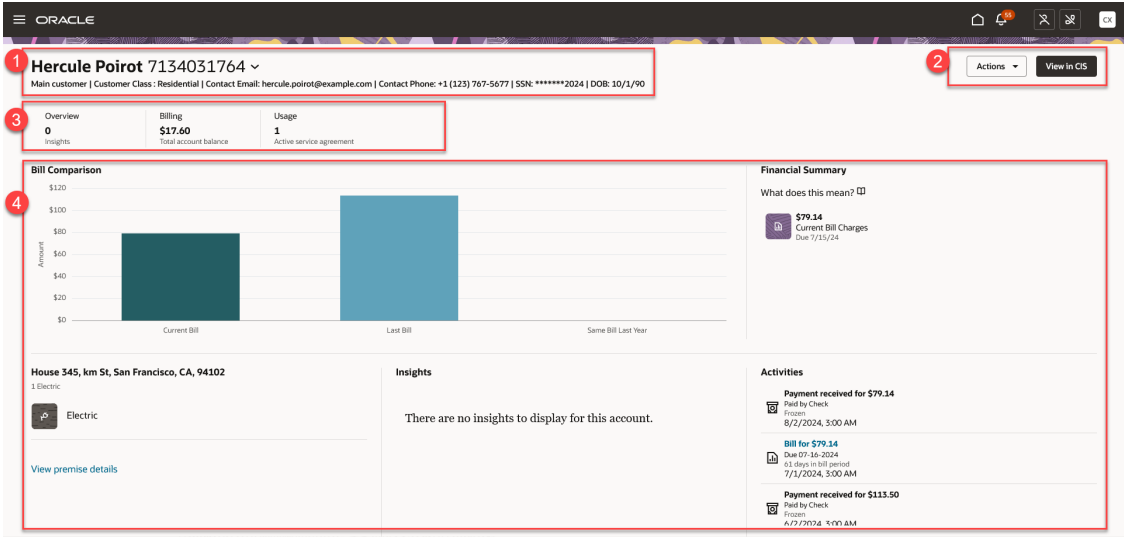 ORACLE
55
CX
1
Hercule Poirot 7134031764
Main customer | Customer Class : Residential | Contact Email: hercule.poirot@example.com | Contact Phone: +1 (123) 767-5677 | SSN: *******2024 | DOB: 10/1/90
2
Actions
View in CIS
3
Overview
0
Insights
Billing
$17.60
Total account balance
Usage
1
Active service agreement
4
Bill Comparison
$120
$100
$80
$60
$40
$20
$0
Amount
Current Bill
Last Bill
Same Bill Last Year
Financial Summary
What does this mean?
$79.14
Current Bill Charges
Due 7/15/24
House 345, km St, San Francisco, CA, 94102
1 Electric
Electric
View premise details
Insights
There are no insights to display for this account.
Activities
Payment received for $79.14
Paid by Check
Frozen
8/2/2024, 3:00 AM
Bill for $79.14
Due 07-16-2024
61 days in bill period
7/1/2024, 3:00 AM
Payment received for $113.50
Paid by Check
Frozen
6/2/2024, 3:00 AM